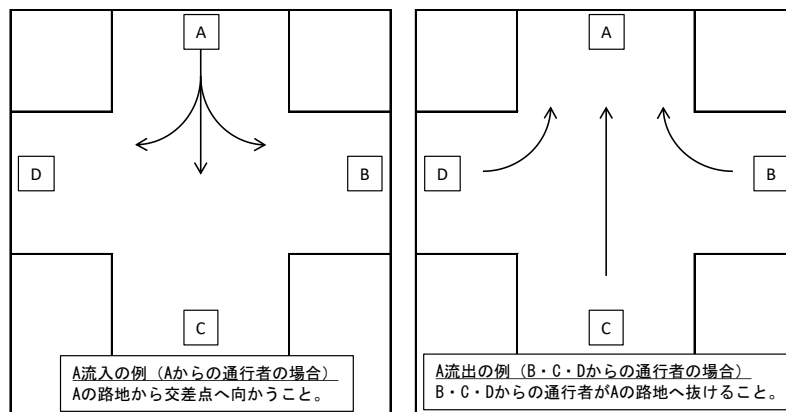 A
D
B
C
A流入の例（Aからの通行者の場合）
Aの路地から交差点へ向かうこと。
A
D
B
C
A流出の例（B・C・Dからの通行者の場合）
B・C・Dからの通行者がAの路地へ抜けること。